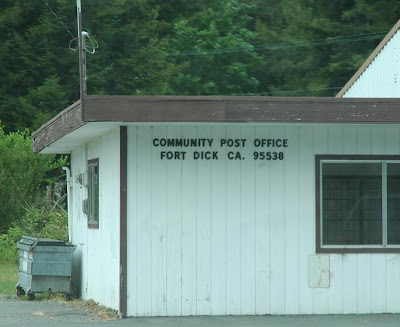 COMMUNITY POST OFFICE
FORT DICK CA. 95538